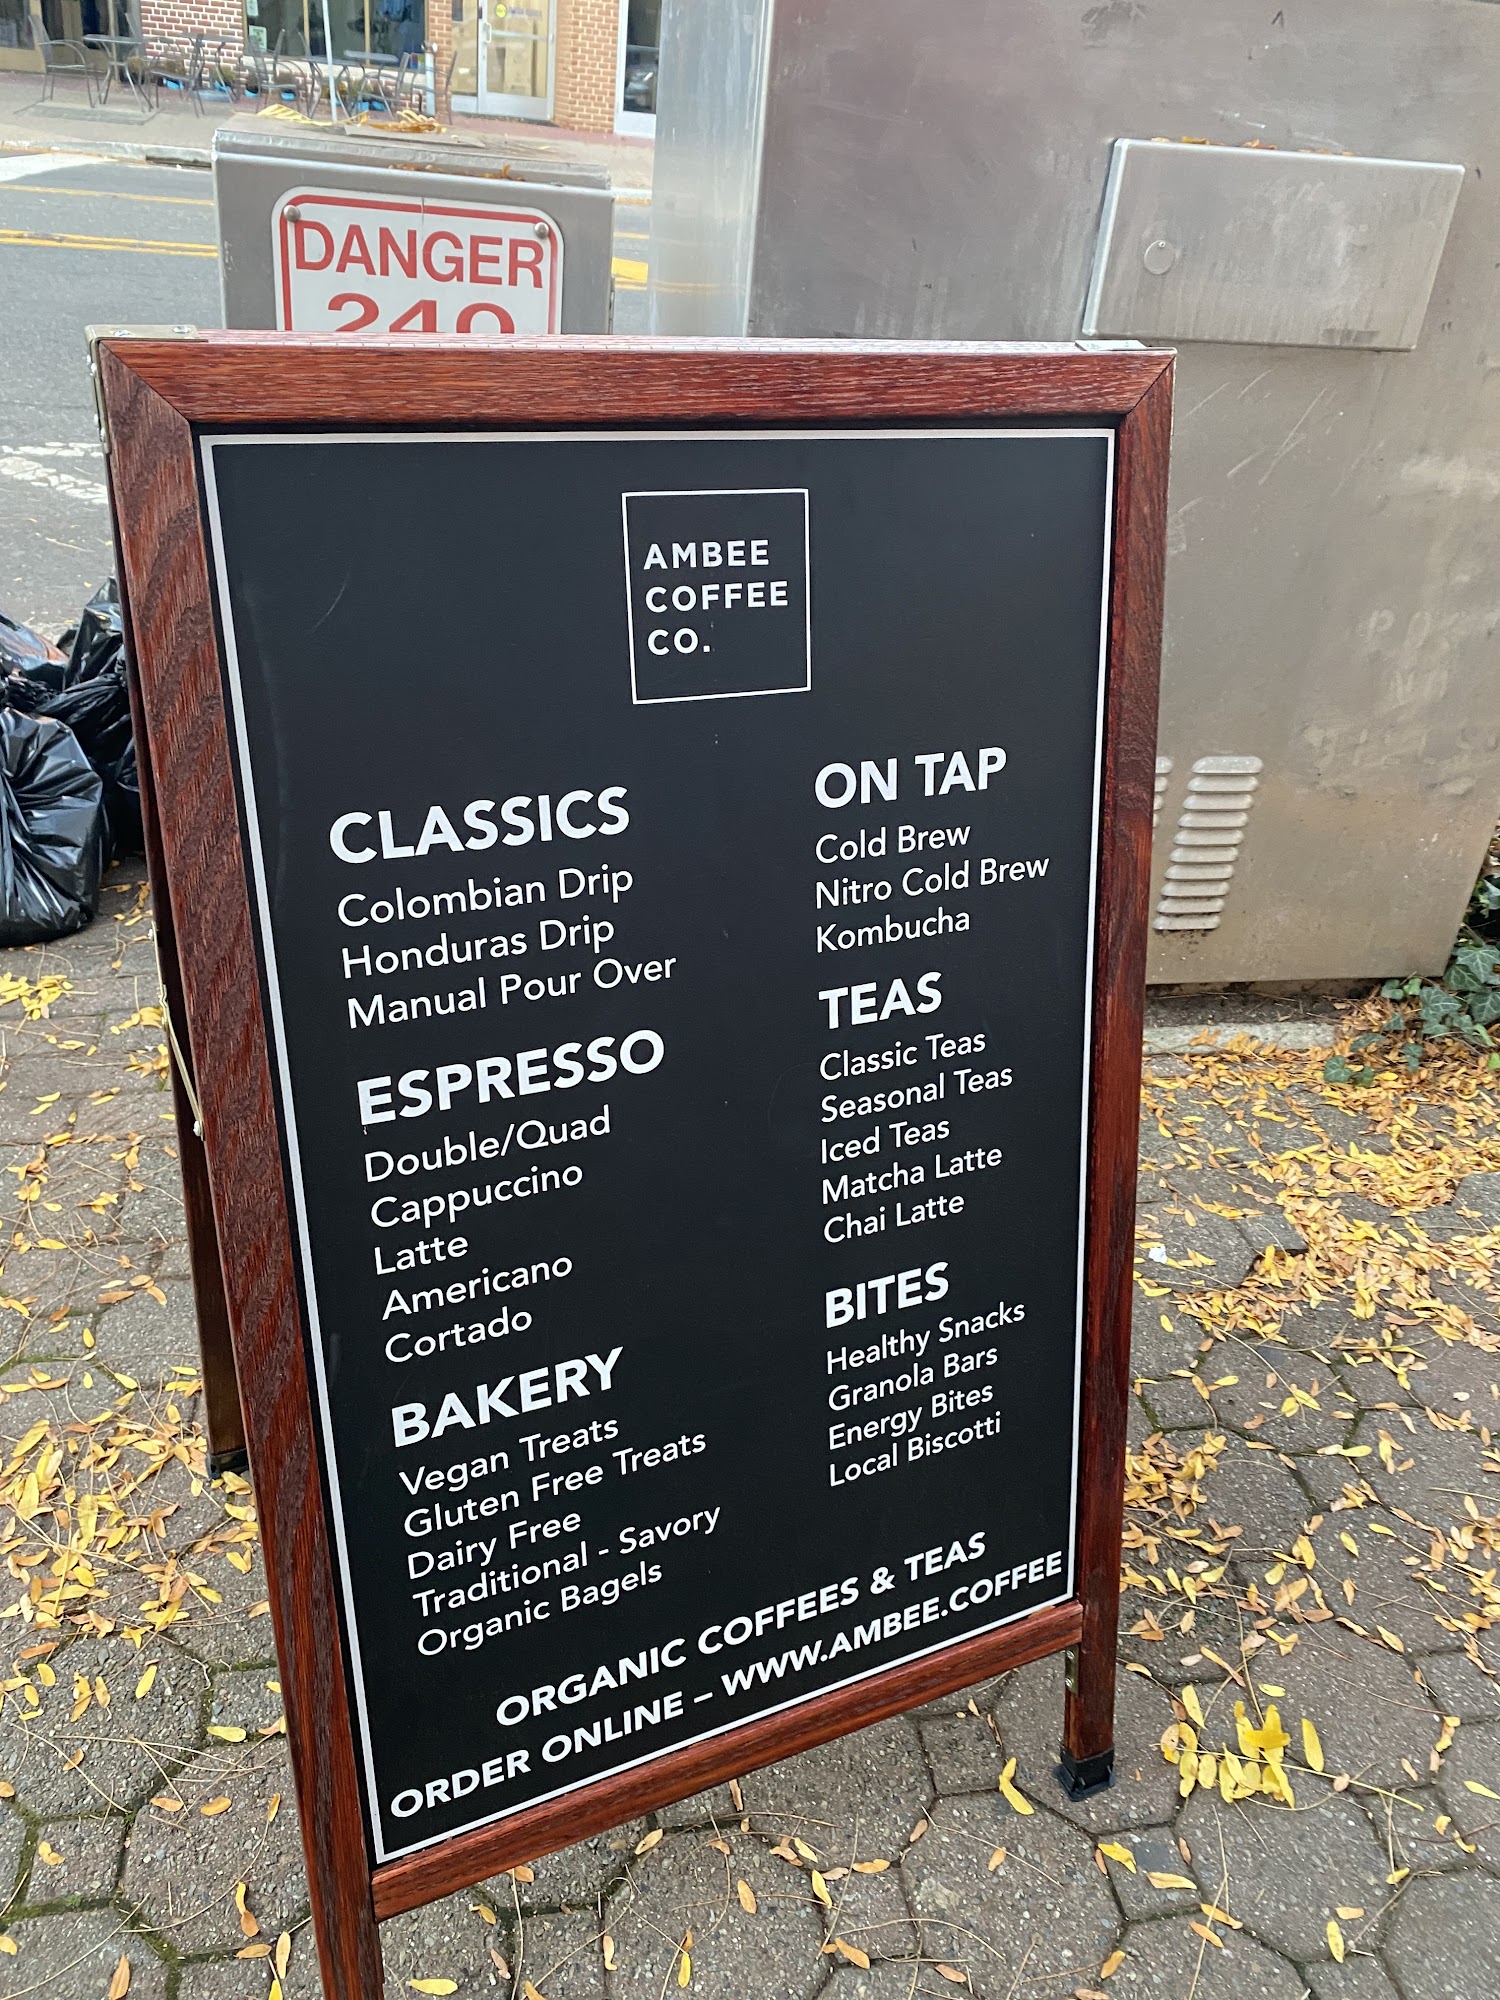 DANGER
240
AMBEE
COFFEE
CO.
CLASSICS
Colombian Drip
Honduras Drip
Manual Pour Over
ESPRESSO
Double/Quad
Cappuccino
Latte
Americano
Cortado
BAKERY
Vegan Treats
Gluten Free Treats
Dairy Free
Traditional - Savory
Organic Bagels
ON TAP
Cold Brew
Nitro Cold Brew
Kombucha
TEAS
Classic Teas
Seasonal Teas
Iced Teas
Matcha Latte
Chai Latte
BITES
Healthy Snacks
Granola Bars
Energy Bites
Local Biscotti
ORGANIC COFFEES & TEAS
ORDER ONLINE – WWW.AMBEE.COFFEE